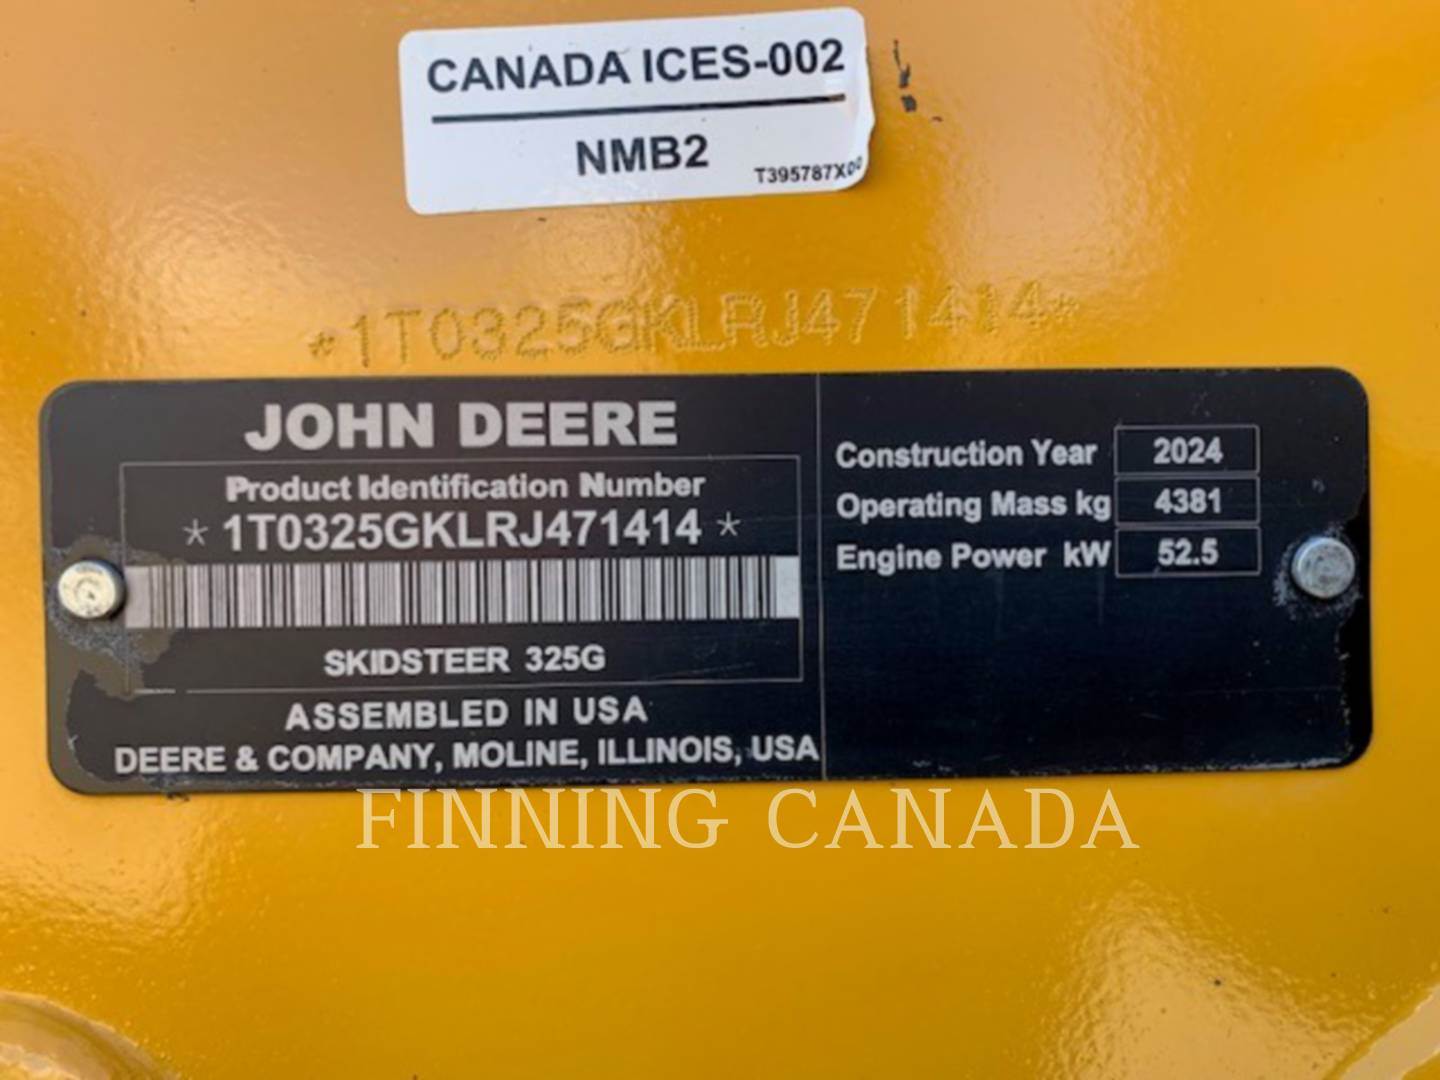 CANADA ICES-002
NMB2
T395787X00
*1T0325GKLRJ471414*
JOHN DEERE
Product Identification Number
* 1T0325GKLRJ471414 *
SKIDSTEER 325G
ASSEMBLED IN USA
DEERE & COMPANY, MOLINE, ILLINOIS, USA
Construction Year 2024
Operating Mass kg 4381
Engine Power kW 52.5
FINNING CANADA